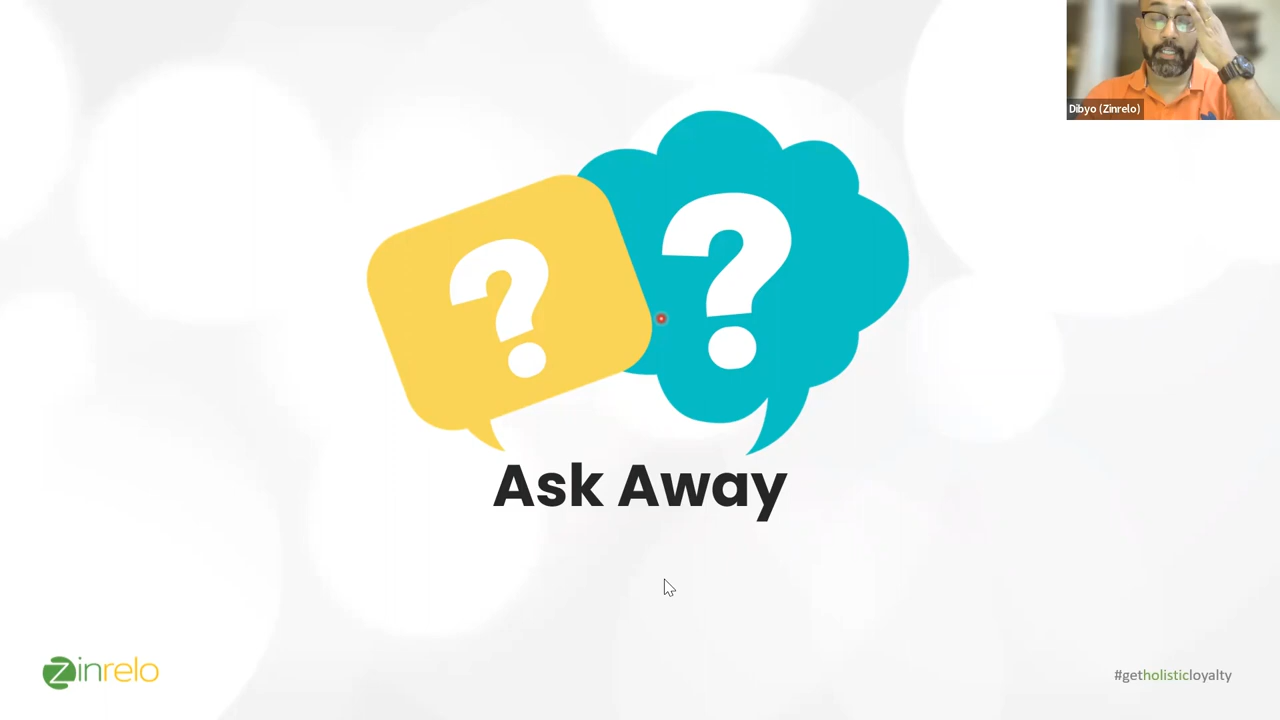 Dibyo (Zinrelo)
? ?
Ask Away
zinrelo
#getholisticloyalty